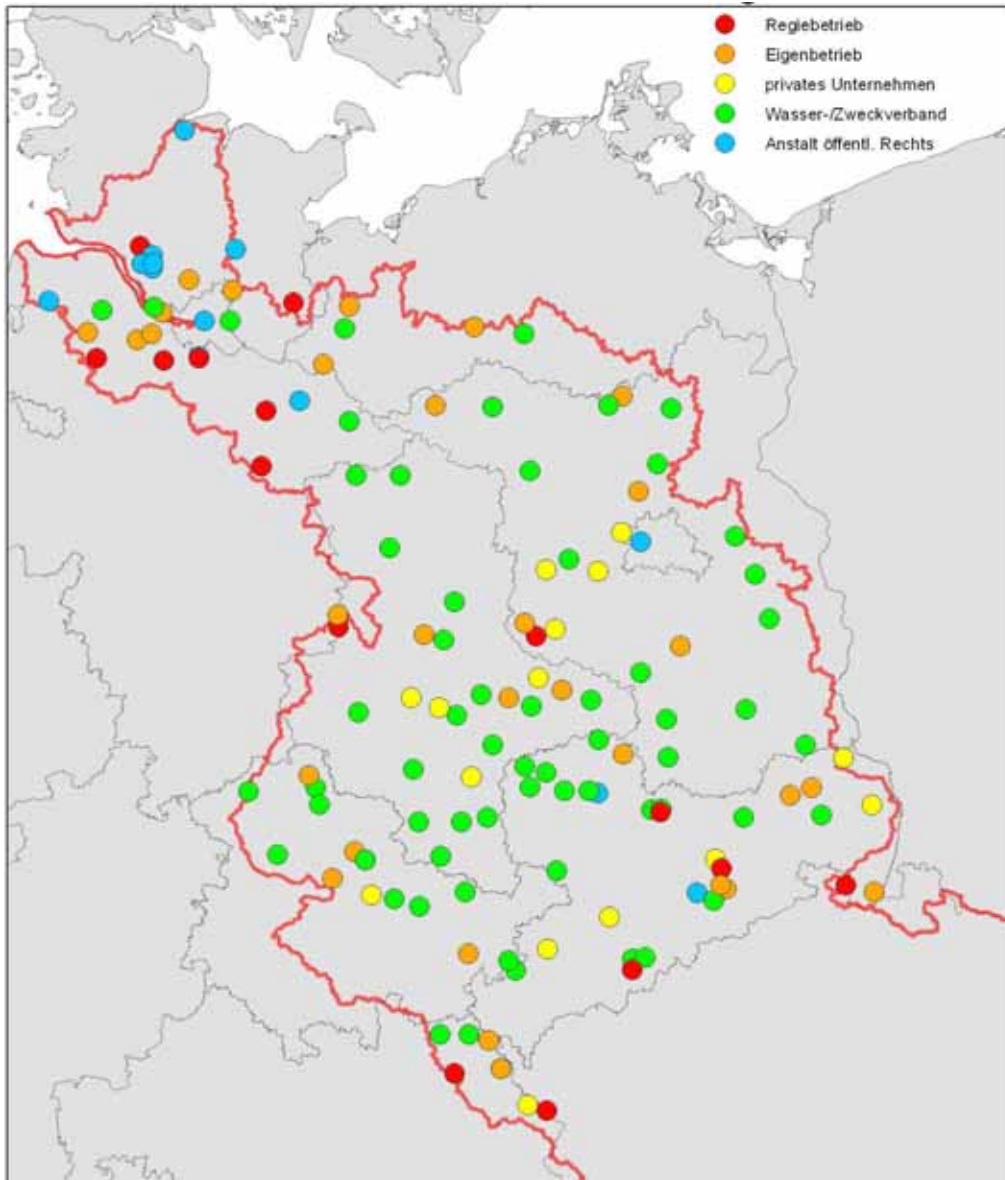 Regiebetrieb
Eigenbetrieb
privates Unternehmen
Wasser-/Zweckverband
Anstalt öffentl. Rechts